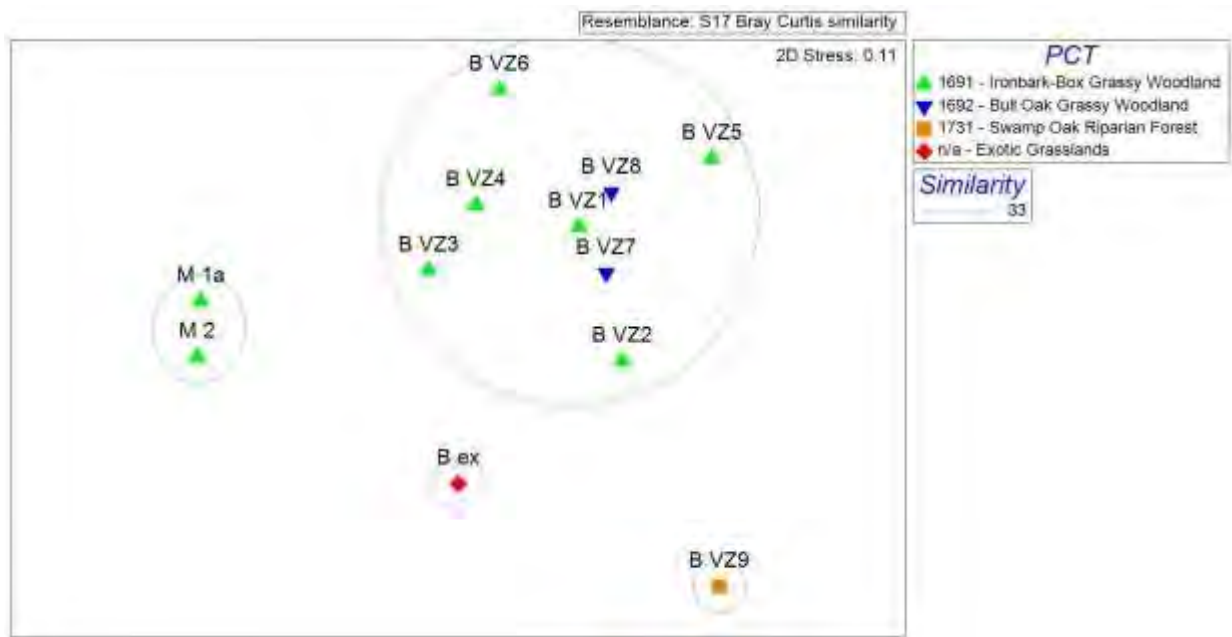 Resemblance: S17 Bray Curtis similarity
2D Stress: 0.11
PCT
1691 - Ironbark-Box Grassy Woodland
1692 - Bull Oak Grassy Woodland
1731 - Swamp Oak Riparian Forest
n/a - Exotic Grasslands
Similarity
33
B VZ6
B VZ5
B VZ8
B VZ4
B VZ1
B VZ7
B VZ3
M 1a
M 2
B VZ2
B ex
B VZ9